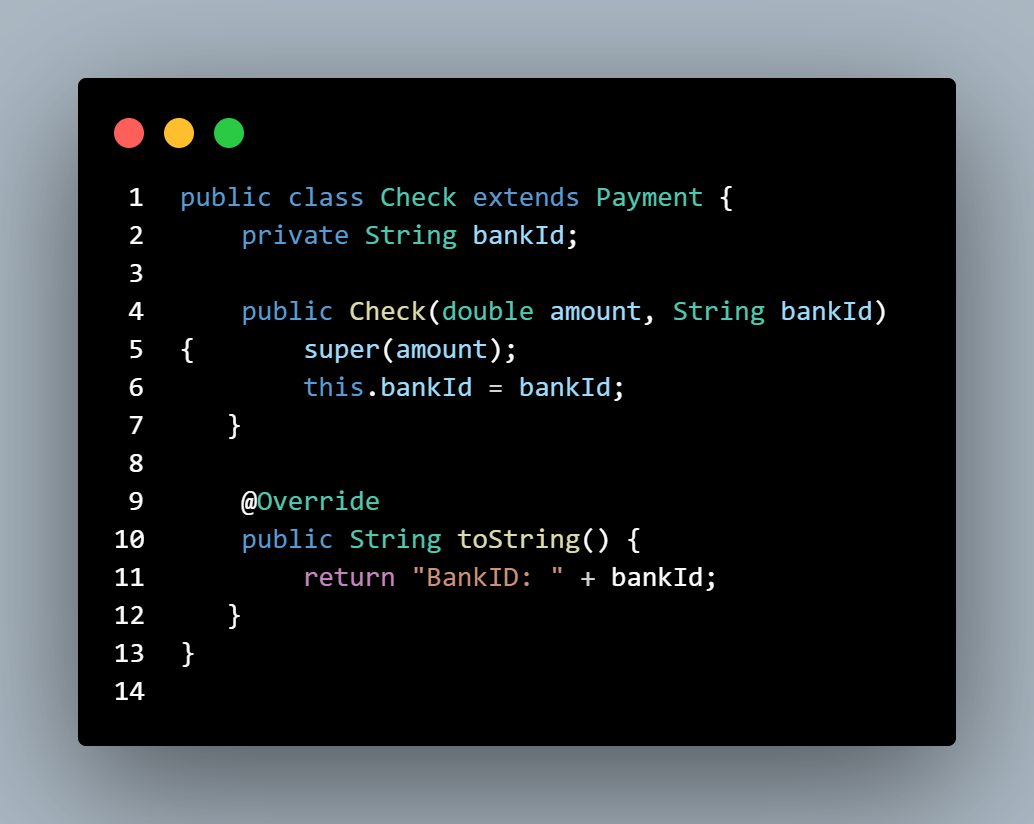 1 public class Check extends Payment {
2     private String bankId;
3
4     public Check(double amount, String bankId)
5 {       super(amount);
6         this.bankId = bankId;
7    }
8
9     @Override
10     public String toString() {
11         return "BankID: " + bankId;
12    }
13 }
14